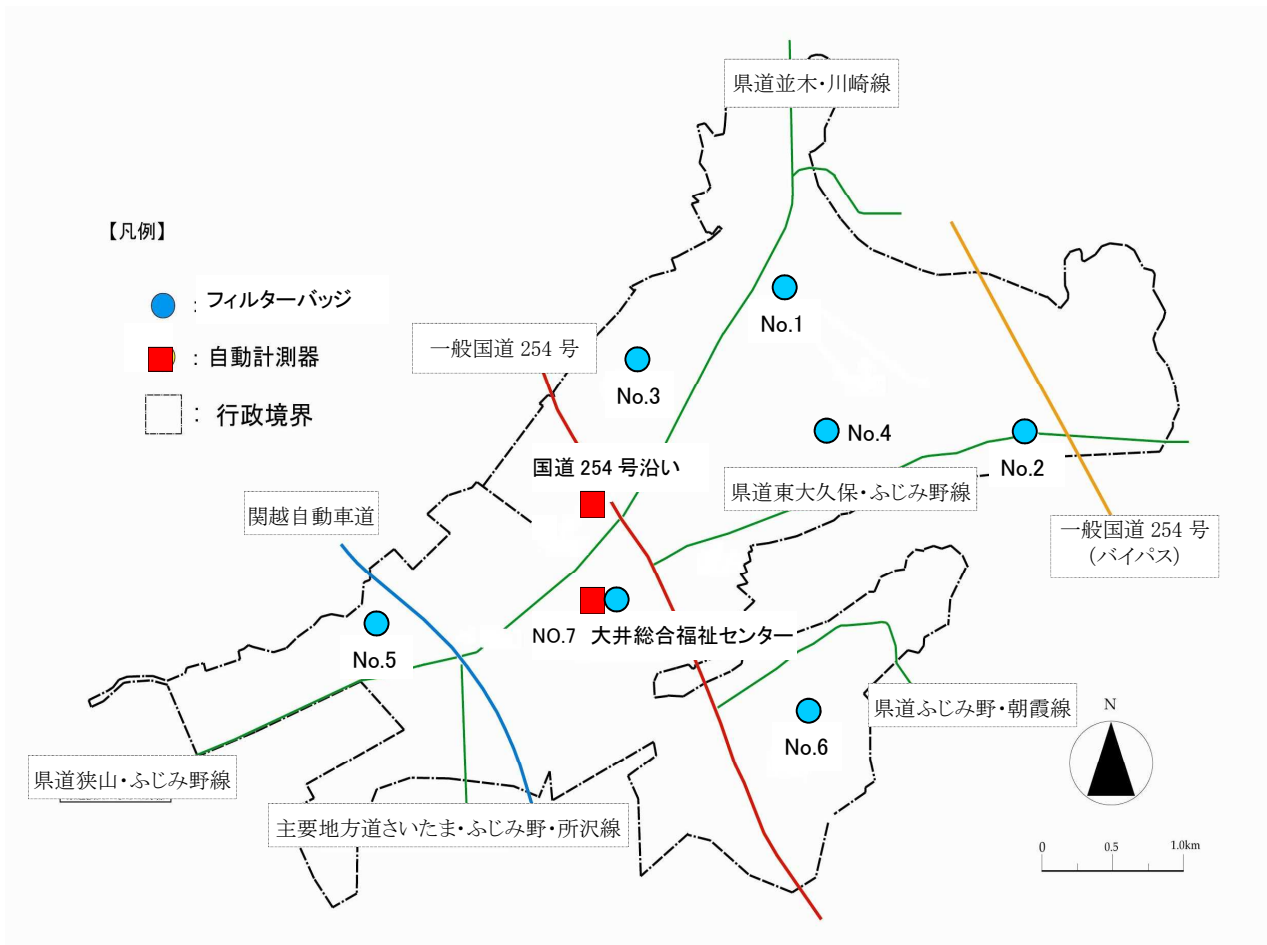 県道並木・川崎線
【凡例】
: フィルターバッジ
: 自動計測器
: 行政境界
一般国道 254 号
No.1
No.3
No.4
No.2
国道 254 号沿い
県道東大久保・ふじみ野線
関越自動車道
一般国道 254 号
(バイパス)
NO.7 大井総合福祉センター
No.5
県道ふじみ野・朝霞線
No.6
N
県道狭山・ふじみ野線
主要地方道さいたま・ふじみ野・所沢線
0 0.5 1.0km